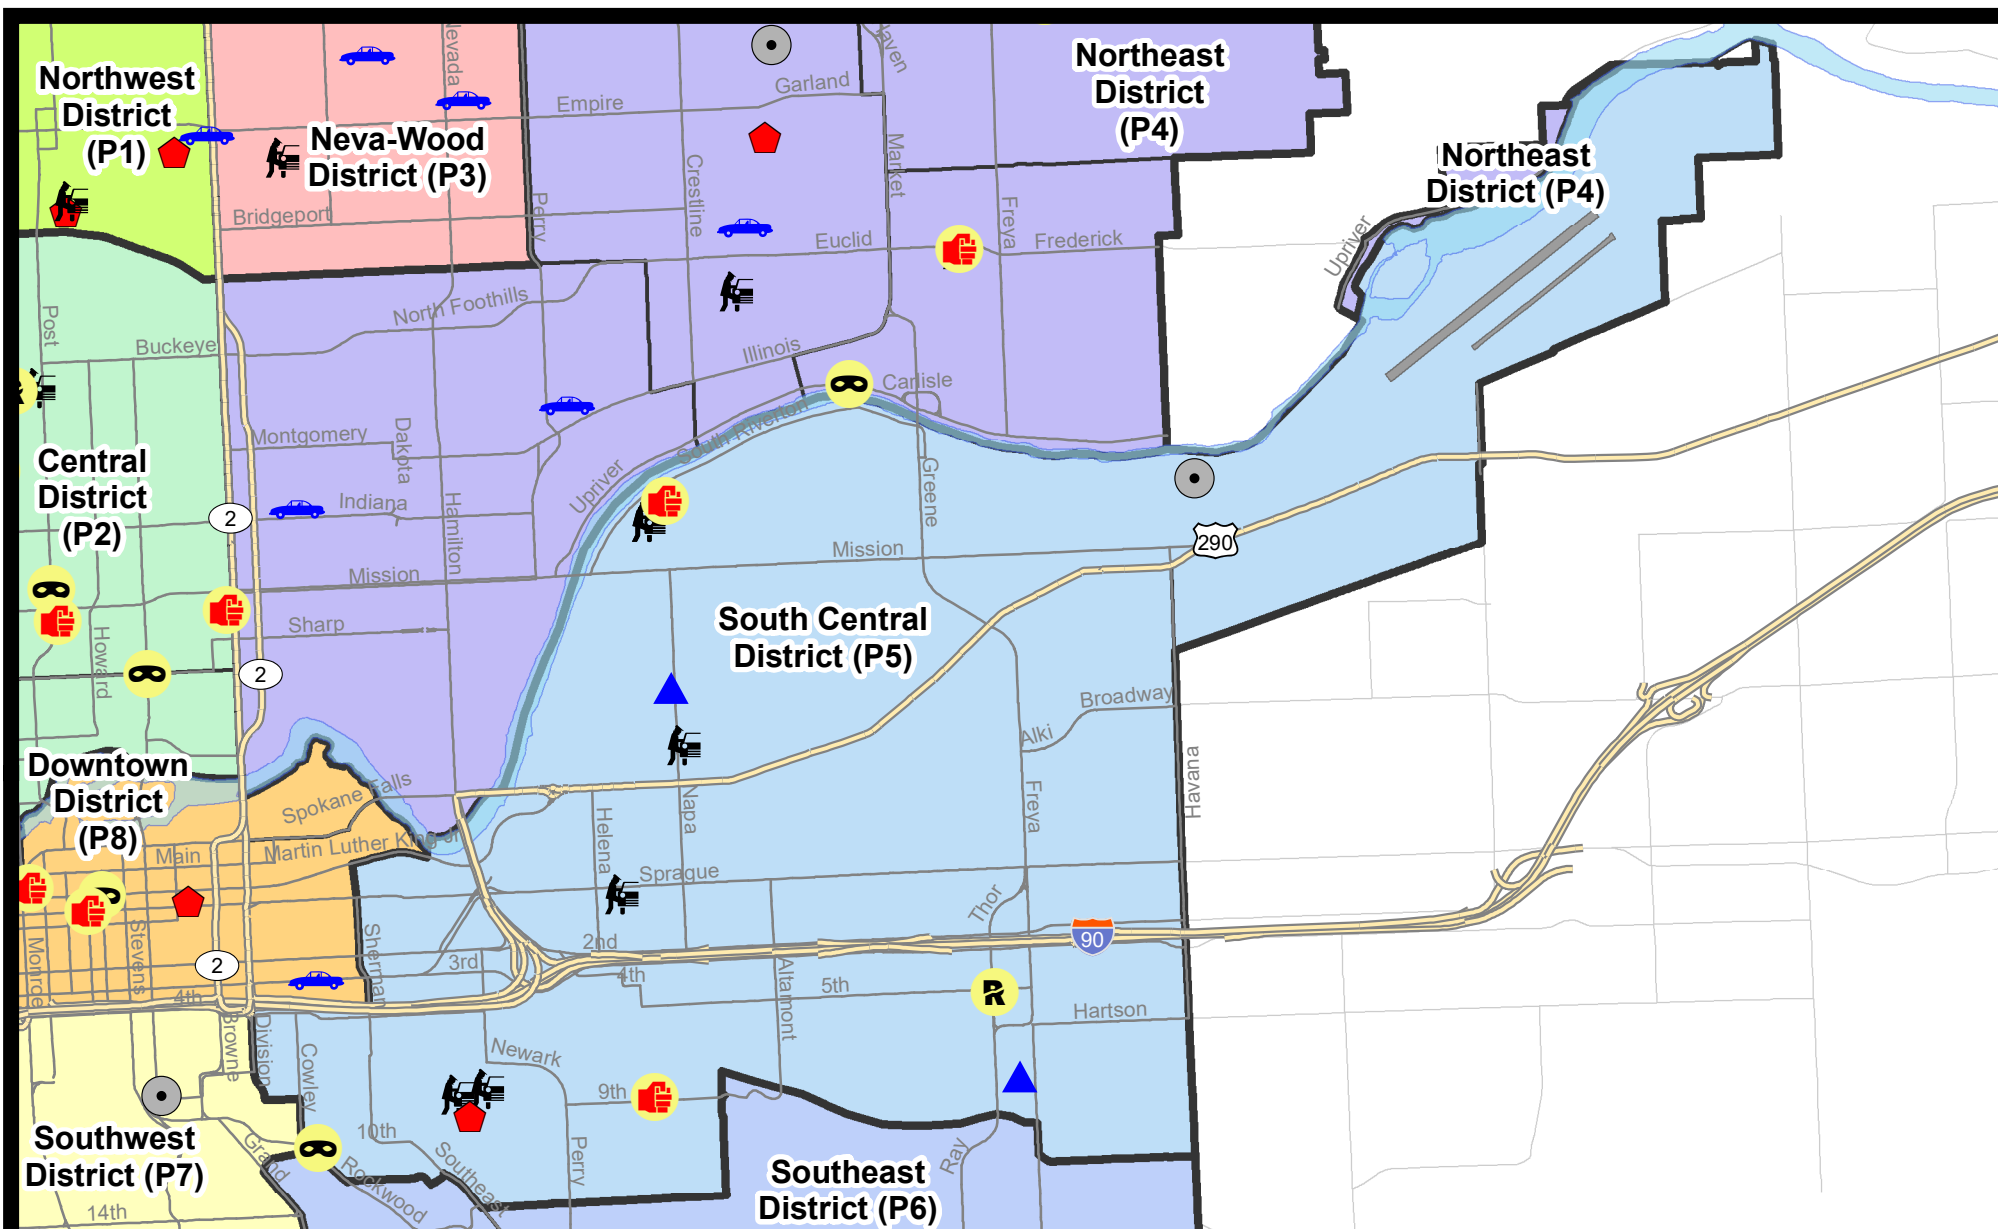 Northwest
District
(P1)
Neva-Wood
District (P3)
Northeast
District
(P4)
Northeast
District (P4)
Central
District
(P2)
South Central
District (P5)
Downtown
District
(P8)
Southwest
District (P7)
Southeast
District (P6)
Nevada
Haven
Garland
Empire
Market
Crestline
Perry
Bridgeport
Freya
Euclid
Frederick
Upriver
Post
North Foothills
Buckeye
Illinois
Carlisle
South Riverton
Montgomery
Dakota
Upriver
Greene
Indiana
Hamilton
2
290
Mission
Mission
Sharp
Howard
2
Broadway
Alki
Havana
Freya
Spokane Falls
Napa
Helena
Martin Luther King Jr
Main
Sprague
Thor
Stevens
Monroe
Sherman
2nd
90
3rd
4th
2
5th
Altamont
4th
Hartson
Browne
Division
Cowley
Newark
9th
10th
Grand
Rockwood
Southeast
Perry
Ray
14th
R
R